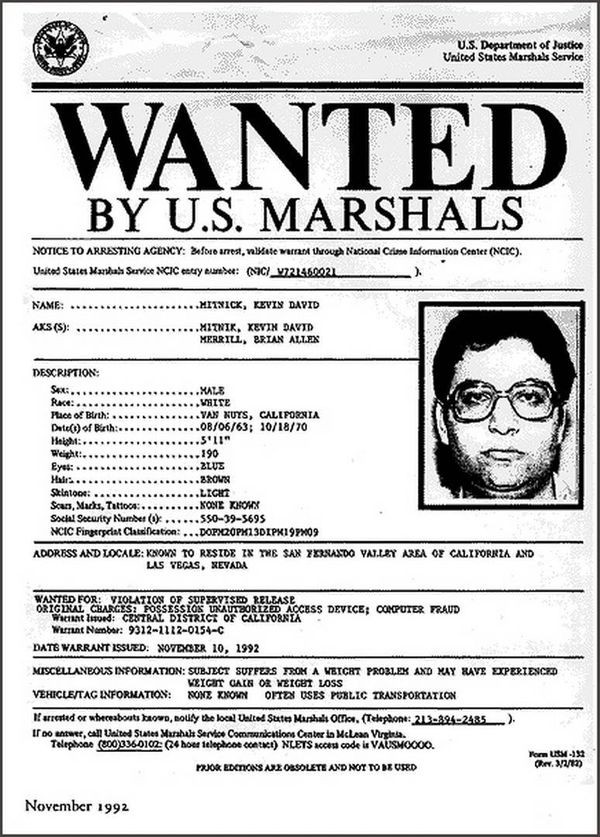 U.S. Department of Justice
United States Marshals Service
WANTED
BY U.S. MARSHALS
NOTICE TO ARRESTING AGENCY: Before arrest, validate warrant through National Crime Information Center (NCIC).
United States Marshals Service NCIC entry number: (NIC/ W721460021 ).
NAME: ......................MITNICK, KEVIN DAVID
AKS (S): .....................MITNIK, KEVIN DAVID
MERRILL, BRIAN ALLEN
DESCRIPTION:
Sex:......................MALE
Race:.....................WHITE
Place of Birth:..............VAN NUYS, CALIFORNIA
Date(s) of Birth:.............08/06/63; 10/18/70
Height:....................5'11"
Weight:...................190
Eyes:.....................BLUE
Hair:.....................BROWN
Skintone:..................LIGHT
Scars, Marks, Tattoos:..........NONE KNOWN
Social Security Number (s): ......550-39-5695
NCIC Fingerprint Classification: ...DOPM20PM13DIPM19PM09
ADDRESS AND LOCALE: KNOWN TO RESIDE IN THE SAN FERNANDO VALLEY AREA OF CALIFORNIA AND
LAS VEGAS, NEVADA
WANTED FOR: VIOLATION OF SUPERVISED RELEASE
ORIGINAL CHARGES: POSSESSION UNAUTHORIZED ACCESS DEVICE; COMPUTER FRAUD
Warrant Issued: CENTRAL DISTRICT OF CALIFORNIA
Warrant Number: 9312-1112-0154-C
DATE WARRANT ISSUED: NOVEMBER 10, 1992
MISCELLANEOUS INFORMATION: SUBJECT SUFFERS FROM A WEIGHT PROBLEM AND MAY HAVE EXPERIENCED
WEIGHT GAIN OR WEIGHT LOSS
VEHICLE/TAG INFORMATION: NONE KNOWN OFTEN USES PUBLIC TRANSPORTATION
If arrested or whereabouts known, notify the local United States Marshals Office, (Telephone: 213-894-2485 ).
If no answer, call United States Marshals Service Communications Center in McLean Virginia.
Telephone (800)336-0102: (24 hour telephone contact) NLETS access code is VAUSMOOOO.
Form USM-132
(Rev. 3/2/82)
PRIOR EDITIONS ARE OBSOLETE AND NOT TO BE USED
November 1992